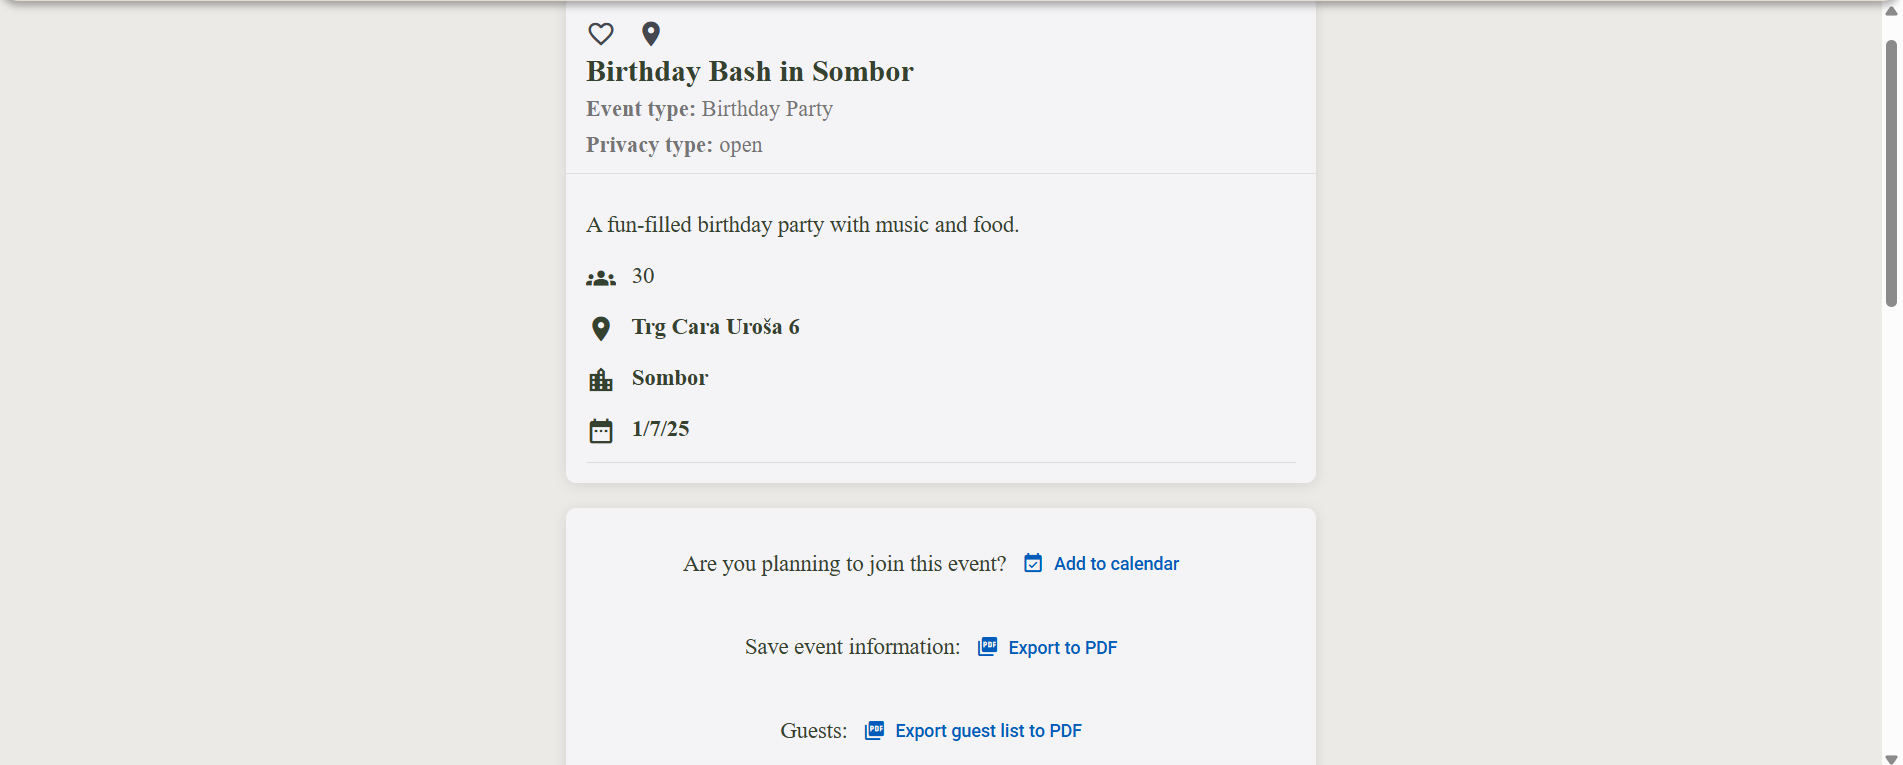 Birthday Bash in Sombor
Event type: Birthday Party
Privacy type: open
A fun-filled birthday party with music and food.
30
Trg Cara Uroša 6
Sombor
1/7/25
Are you planning to join this event? Add to calendar
Save event information: PDF Export to PDF
Guests: PDF Export guest list to PDF